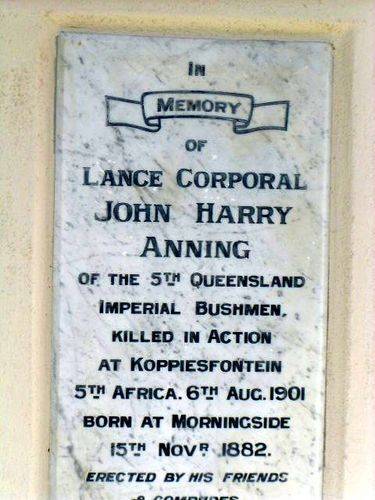 IN
MEMORY
OF
LANCE CORPORAL
JOHN HARRY
ANNING
OF THE 5TH QUEENSLAND
IMPERIAL BUSHMEN.
KILLED IN ACTION
AT KOPPIESFONTEIN
5TH AFRICA. 6TH AUG. 1901
BORN AT MORNINGSIDE
15TH NOVR 1882.
ERECTED BY HIS FRIENDS
& COMRADES